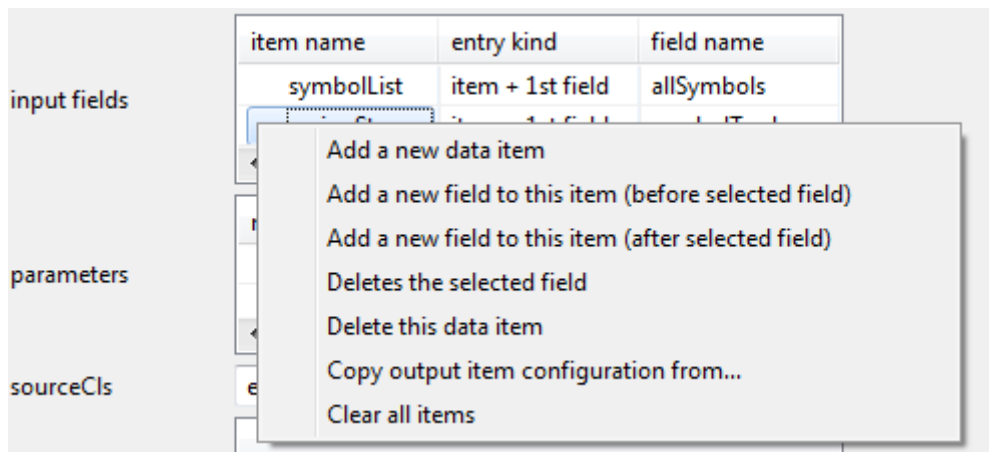 item name entry kind field name
input fields
symbolList item + 1st field allSymbols
Add a new data item
Add a new field to this item (before selected field)
Add a new field to this item (after selected field)
parameters
Deletes the selected field
Delete this data item
Copy output item configuration from...
sourceCls
Clear all items